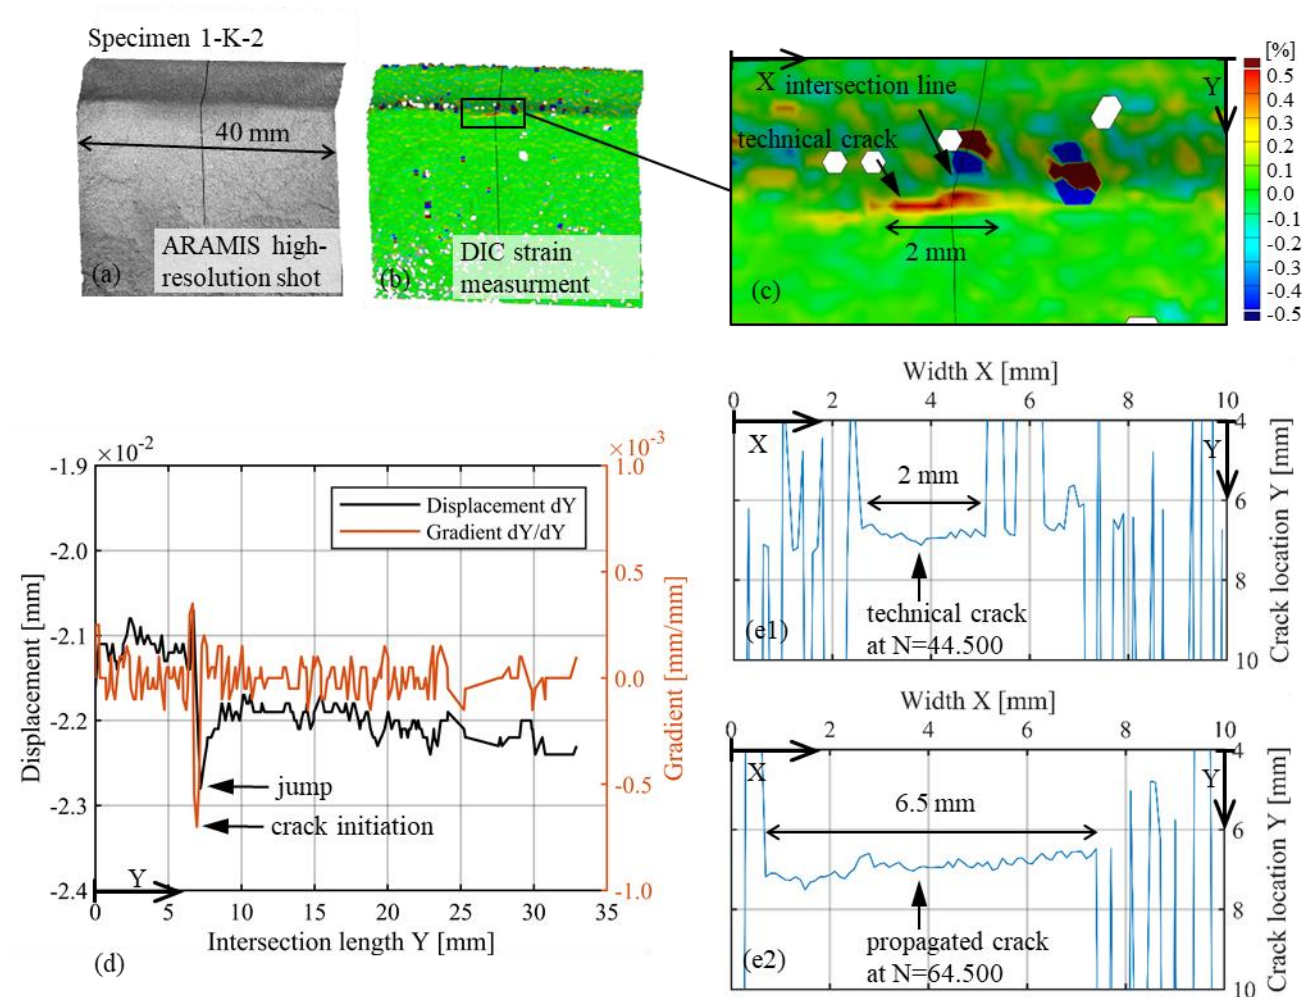 Specimen 1-K-2
40 mm
ARAMIS high-
resolution shot
(a)
DIC strain
measurment
(b)
X
intersection line
technical crack
2 mm
(c)
Y
[%]
0.5
0.4
0.3
0.2
0.1
0.0
-0.1
-0.2
-0.3
-0.4
-0.5
×10⁻²
-1.9
-2.0
-2.1
-2.2
-2.3
-2.4
Displacement [mm]
Displacement dY
Gradient dY/dY
jump
crack initiation
Y
0 5 10 15 20 25 30 35
Intersection length Y [mm]
×10⁻³
1.0
0.5
0.0
-0.5
-1.0
Gradient [mm/mm]
(d)
Width X [mm]
0 2 4 6 8 10
X
Y
2 mm
technical crack
at N=44.500
(e1)
4
6
8
10
Crack location Y [mm]
Width X [mm]
0 2 4 6 8 10
X
Y
6.5 mm
propagated crack
at N=64.500
(e2)
4
6
8
10
Crack location Y [mm]